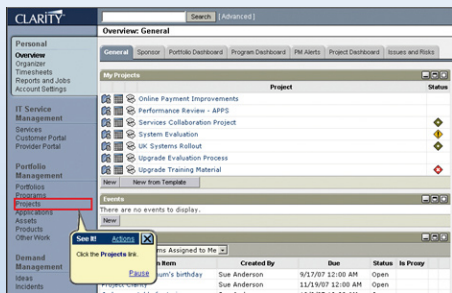 CLARITY
Search [Advanced]
Overview: General
Personal
Overview
Organizer
Timesheets
Reports and Jobs
Account Settings
IT Service
Management
Services
Customer Portal
Provider Portal
Portfolio
Management
Portfolios
Programs
Projects
Applications
Assets
Products
Other Work
Demand
Management
Ideas
Incidents
General Sponsor Portfolio Dashboard Program Dashboard PM Alerts Project Dashboard Issues and Risks
My Projects
Project Status
Online Payment Improvements
Performance Review - APPS
Services Collaboration Project
System Evaluation
UK Systems Rollout
Upgrade Evaluation Process
Upgrade Training Material
New New from Template
Events
There are no events to display.
New
See It! Actions X
Click the Projects link.
Pause
ms Assigned to Me
Item Created By Due Status Is Proxy
um's birthday Sue Anderson 9/17/07 12:00 AM Open
Project Clarity Sue Anderson 11/19/07 12:00 AM Open